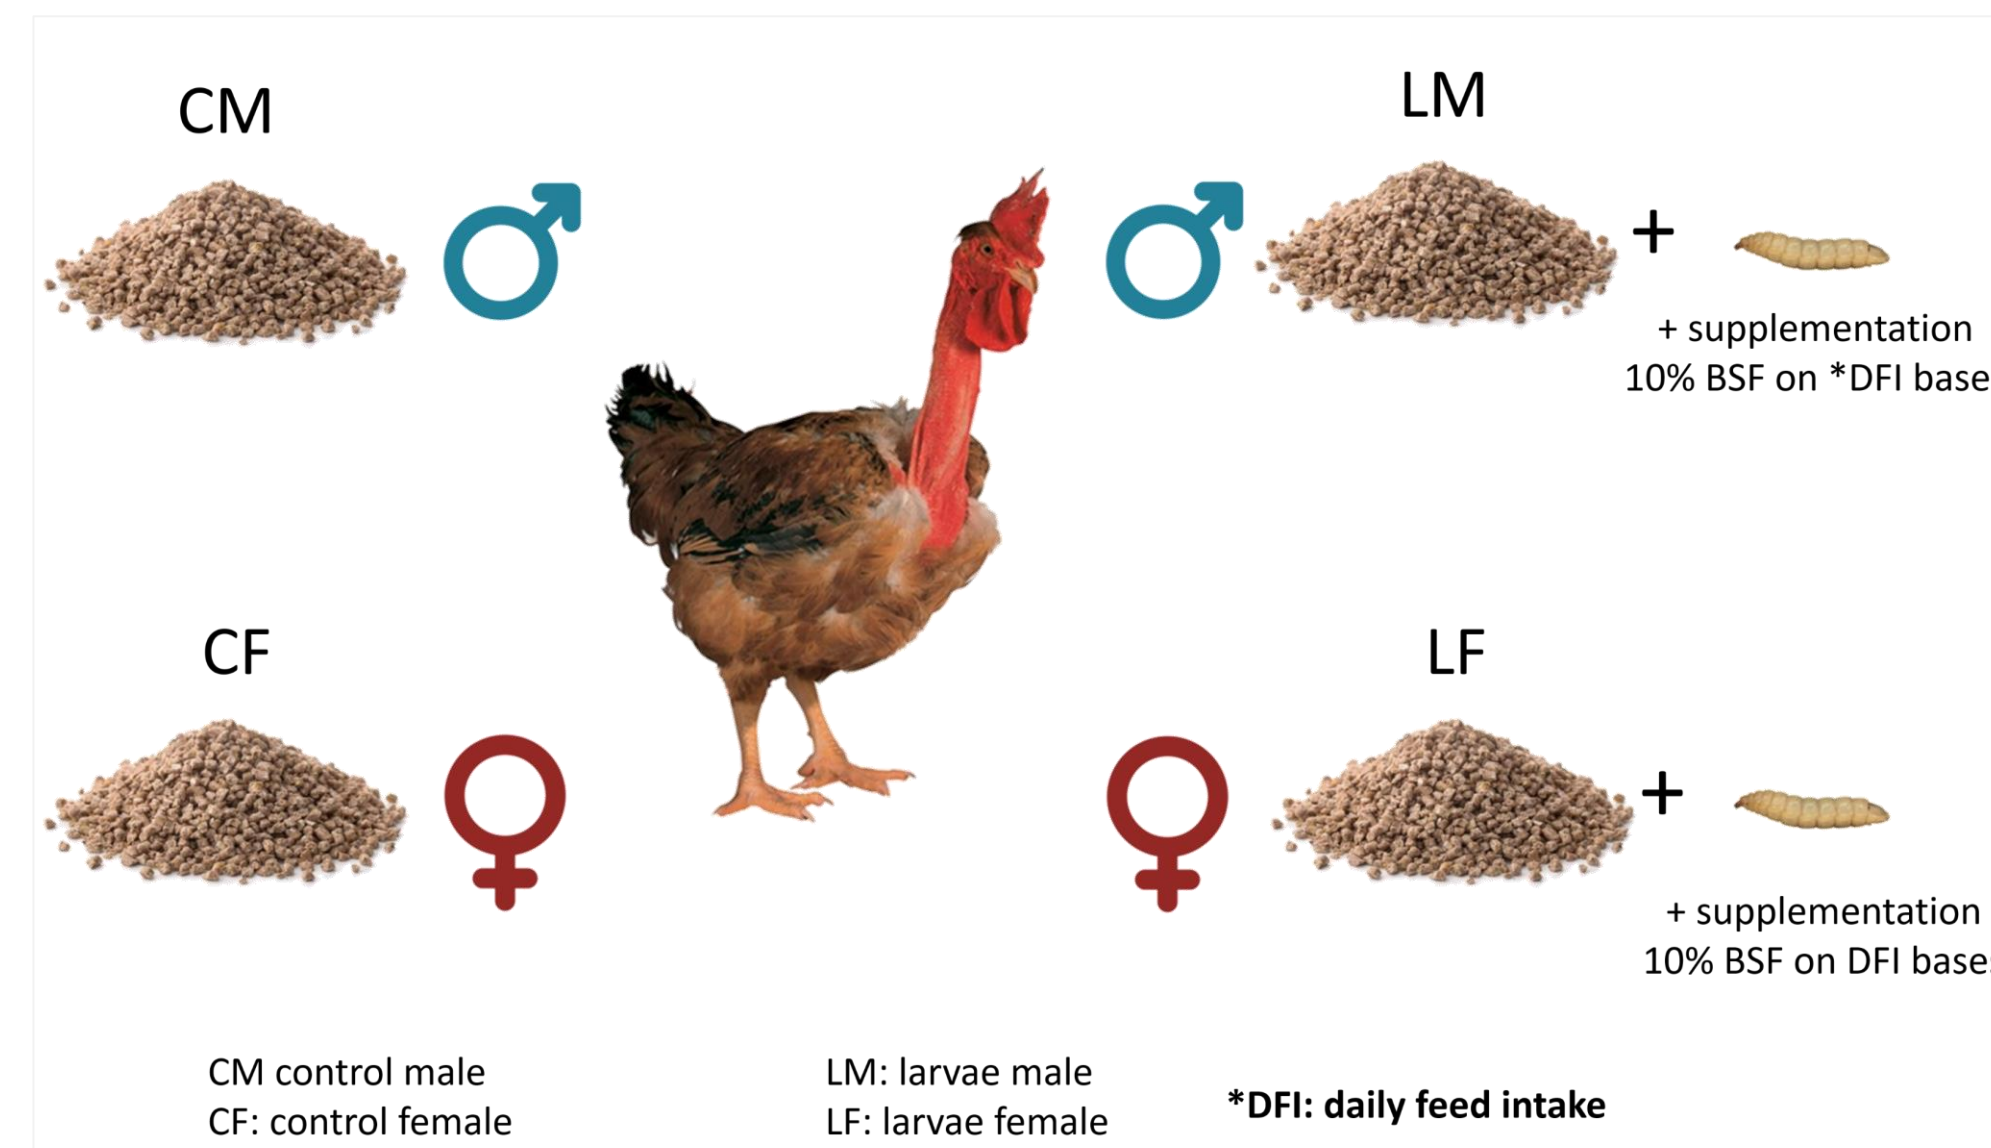 CM
LM
+
+ supplementation
10% BSF on *DFI base
CF
LF
+
+ supplementation
10% BSF on DFI bases
CM control male
CF: control female
LM: larvae male
LF: larvae female
*DFI: daily feed intake